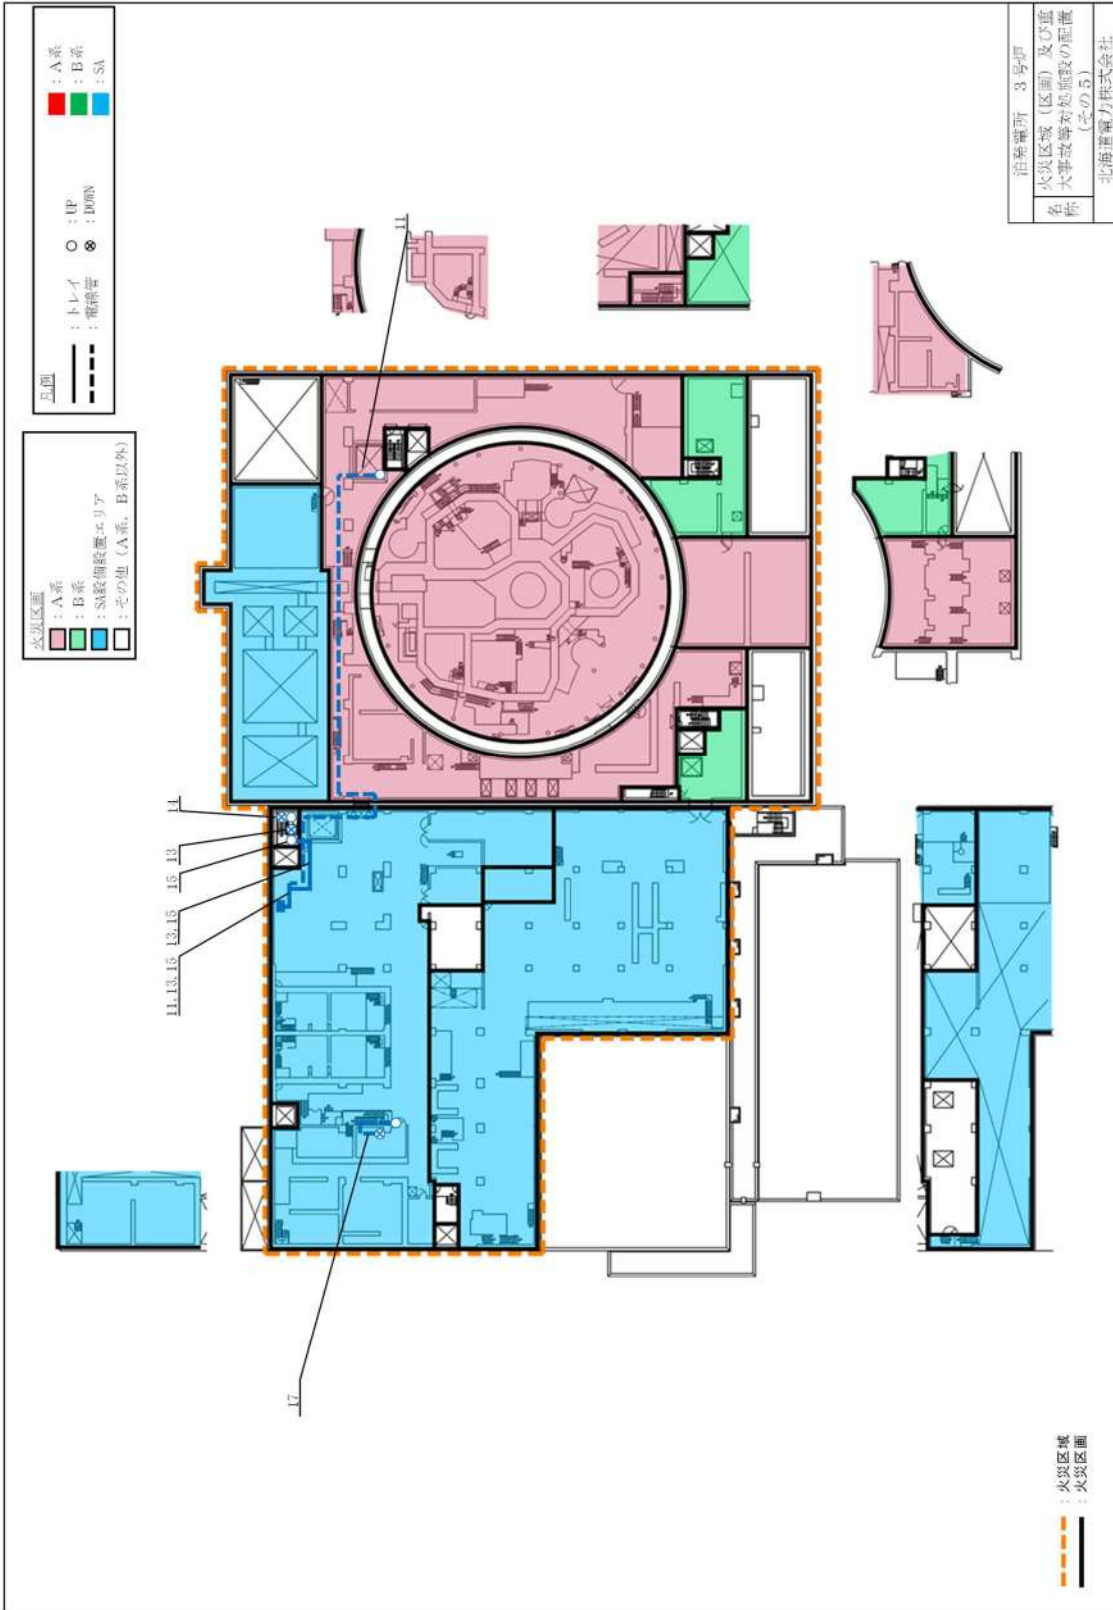 火災区画
：A系
：B系
：SA設備設置エリア
：その他（A系、B系以外）
凡例
：トレイ
：電線管
○ ：UP
⊗ ：DOWN
：A系
：B系
：SA
11
14
13
15
13,15
11,13,15
17
：火災区域
：火災区画
泊発電所 3号炉
名称
火災区域（区画）及び重
大事故等対処施設の配置
（その5）
北海道電力株式会社